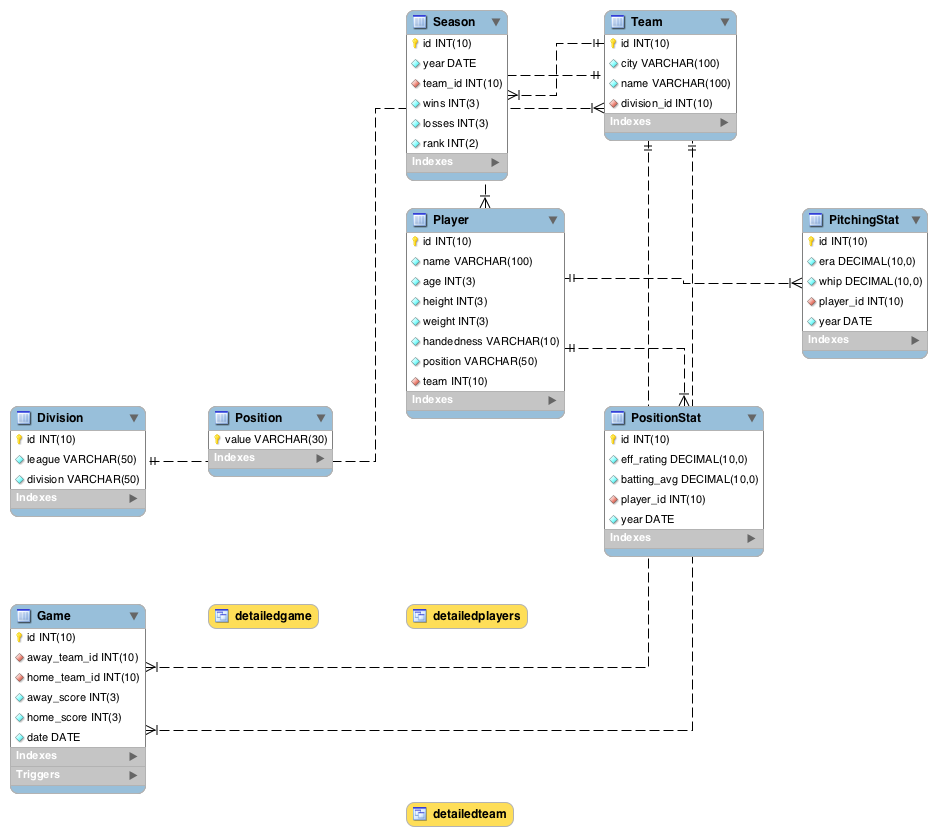 Season
id INT(10)
year DATE
team_id INT(10)
wins INT(3)
losses INT(3)
rank INT(2)
Indexes
Team
id INT(10)
city VARCHAR(100)
name VARCHAR(100)
division_id INT(10)
Indexes
Player
id INT(10)
name VARCHAR(100)
age INT(3)
height INT(3)
weight INT(3)
handedness VARCHAR(10)
position VARCHAR(50)
team INT(10)
Indexes
PitchingStat
id INT(10)
era DECIMAL(10,0)
whip DECIMAL(10,0)
player_id INT(10)
year DATE
Indexes
Division
id INT(10)
league VARCHAR(50)
division VARCHAR(50)
Indexes
Position
value VARCHAR(30)
Indexes
PositionStat
id INT(10)
eff_rating DECIMAL(10,0)
batting_avg DECIMAL(10,0)
player_id INT(10)
year DATE
Indexes
Game
id INT(10)
away_team_id INT(10)
home_team_id INT(10)
away_score INT(3)
home_score INT(3)
date DATE
Indexes
Triggers
detailedgame
detailedplayers
detailedteam